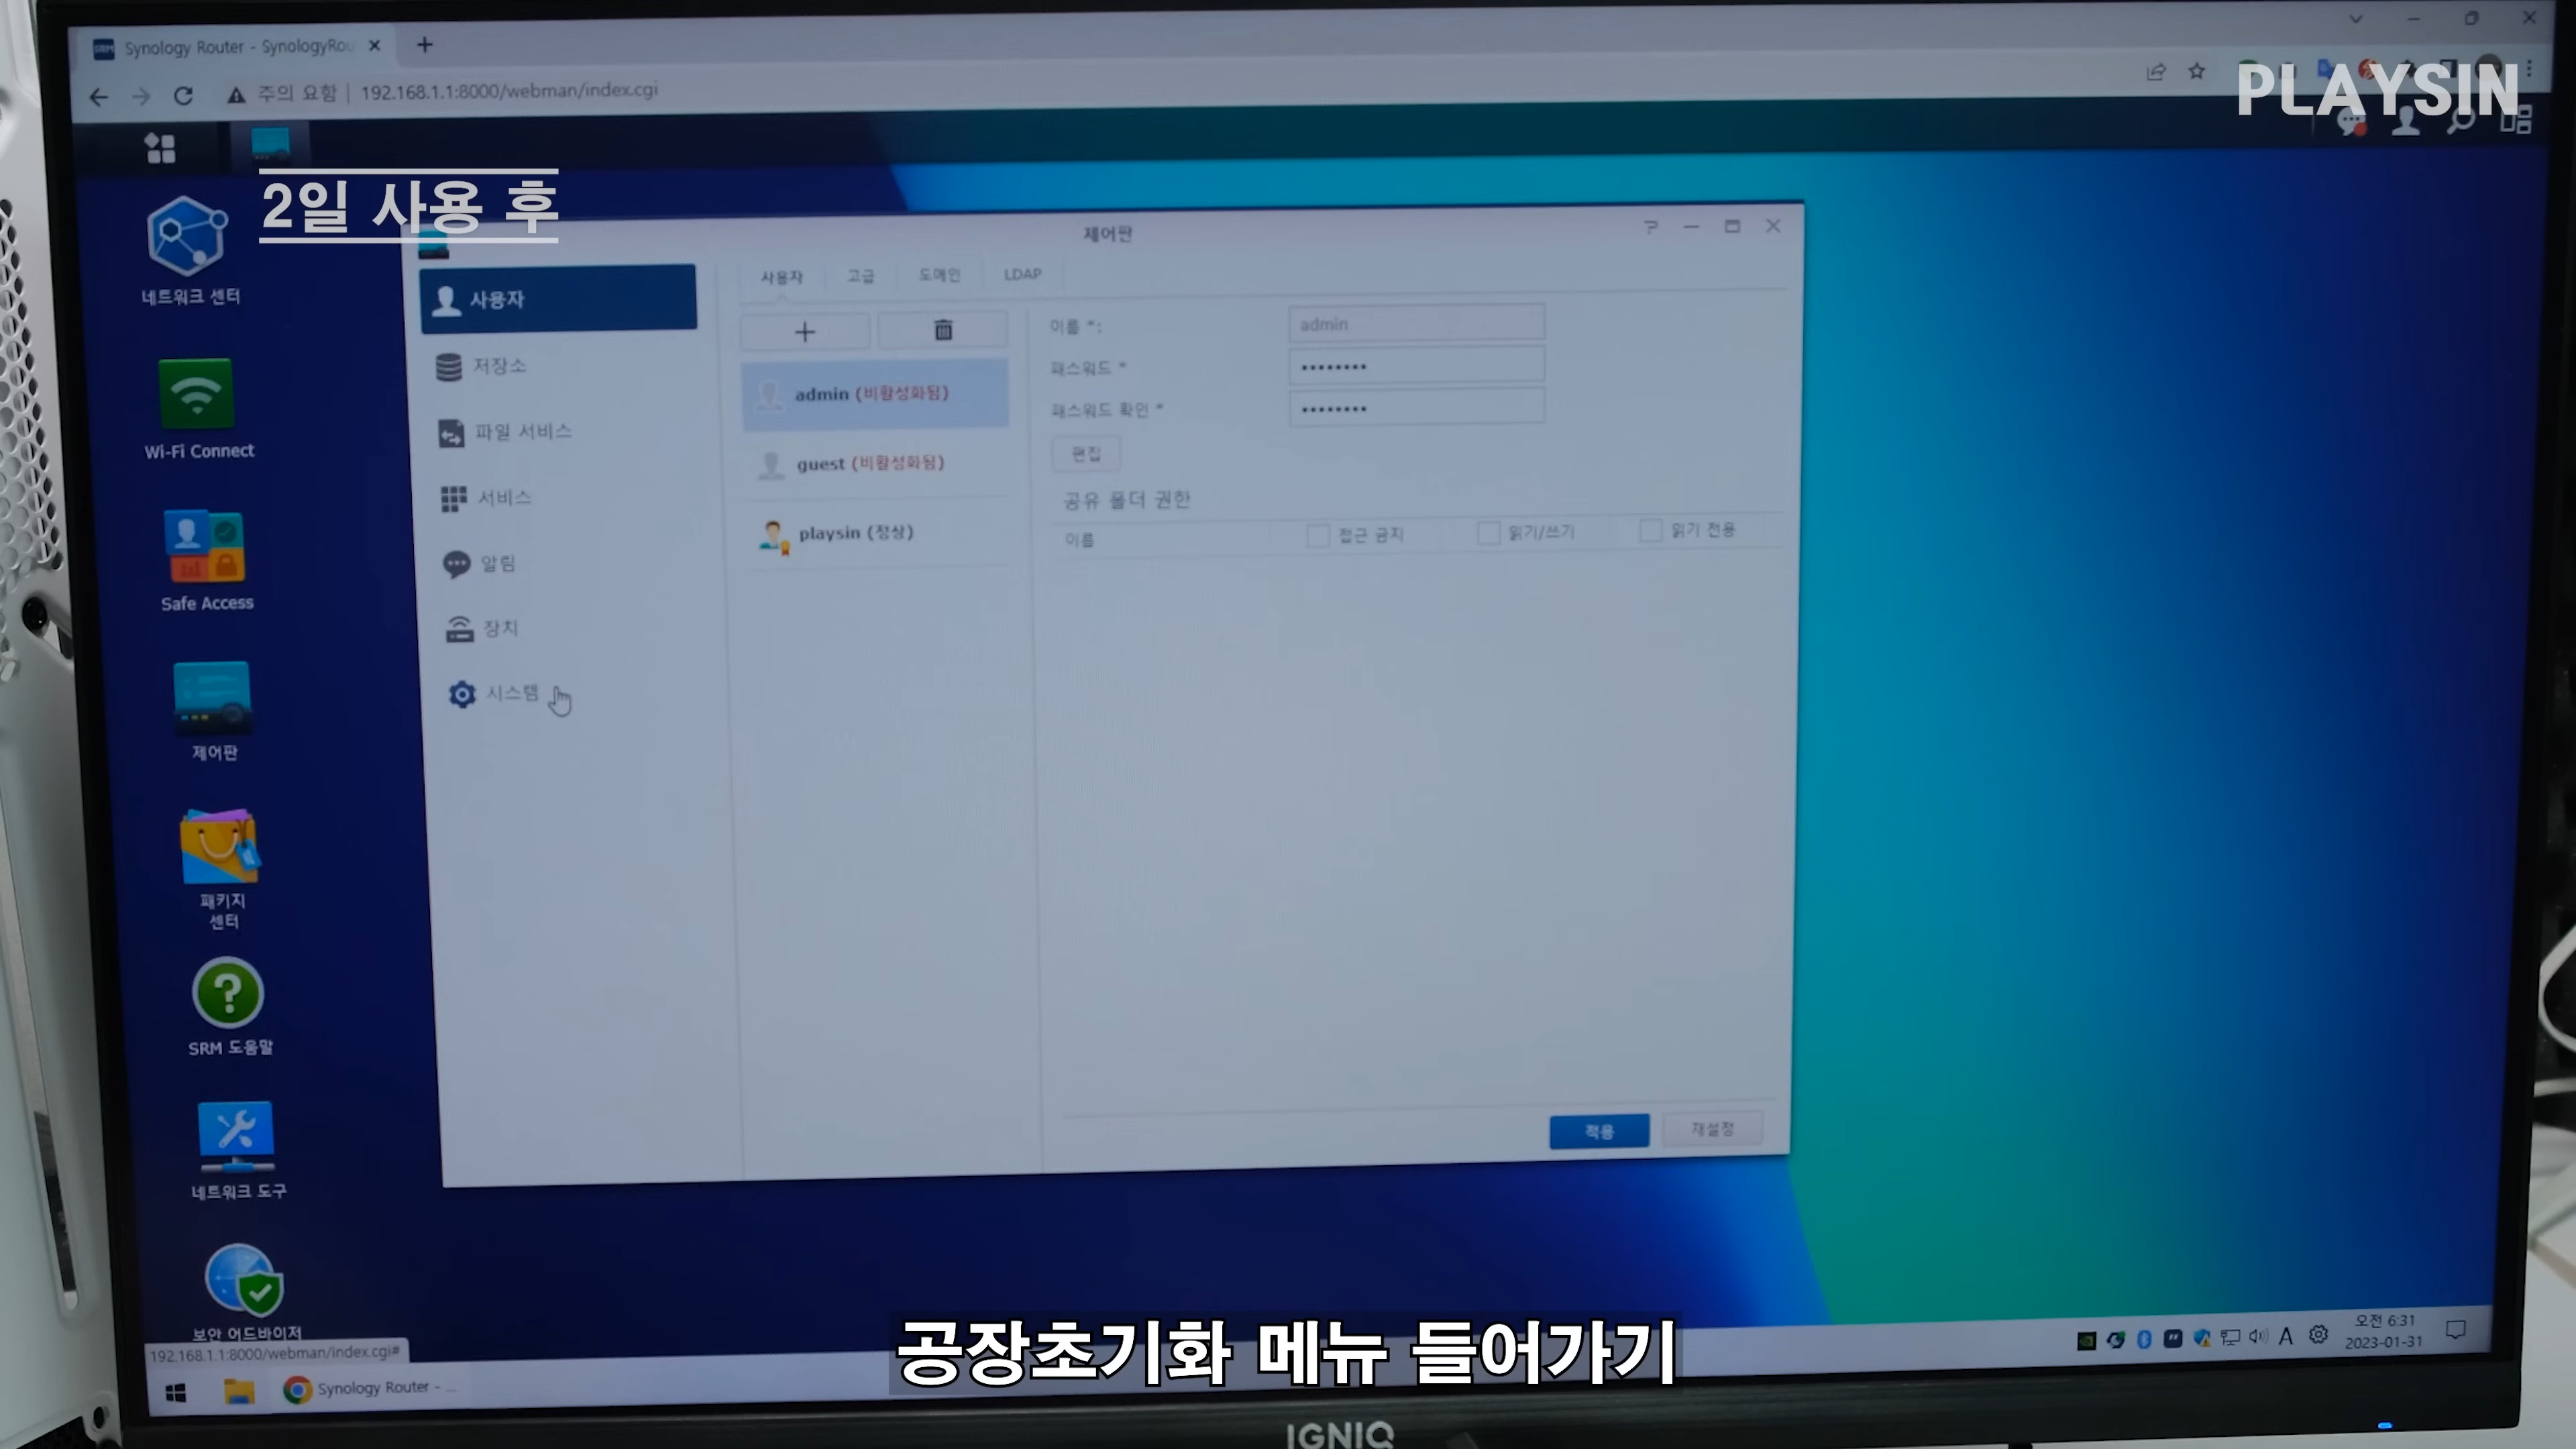 Synology Router - SynologyRou
주의 요함
192.168.1.1:8000/webman/index.cgi
PLAYSIN
2일 사용 후
네트워크 센터
Wi-Fi Connect
Safe Access
제어판
패키지
센터
SRM 도움말
네트워크 도구
보안 어드바이저
제어판
사용자
저장소
파일 서비스
서비스
알림
장치
시스템
사용자 고급 도메인 LDAP
admin (비활성화됨)
guest (비활성화됨)
playsin (정상)
이름 *:
admin
패스워드 *
패스워드 확인 *
편집
공유 폴더 권한
이름 접근 금지 읽기/쓰기 읽기 전용
적용 재설정
공장초기화 메뉴 들어가기
192.168.1.1:8000/webman/index.cgi#
Synology Router - ...
A
오전 6:31
2023-01-31
IGNIQ